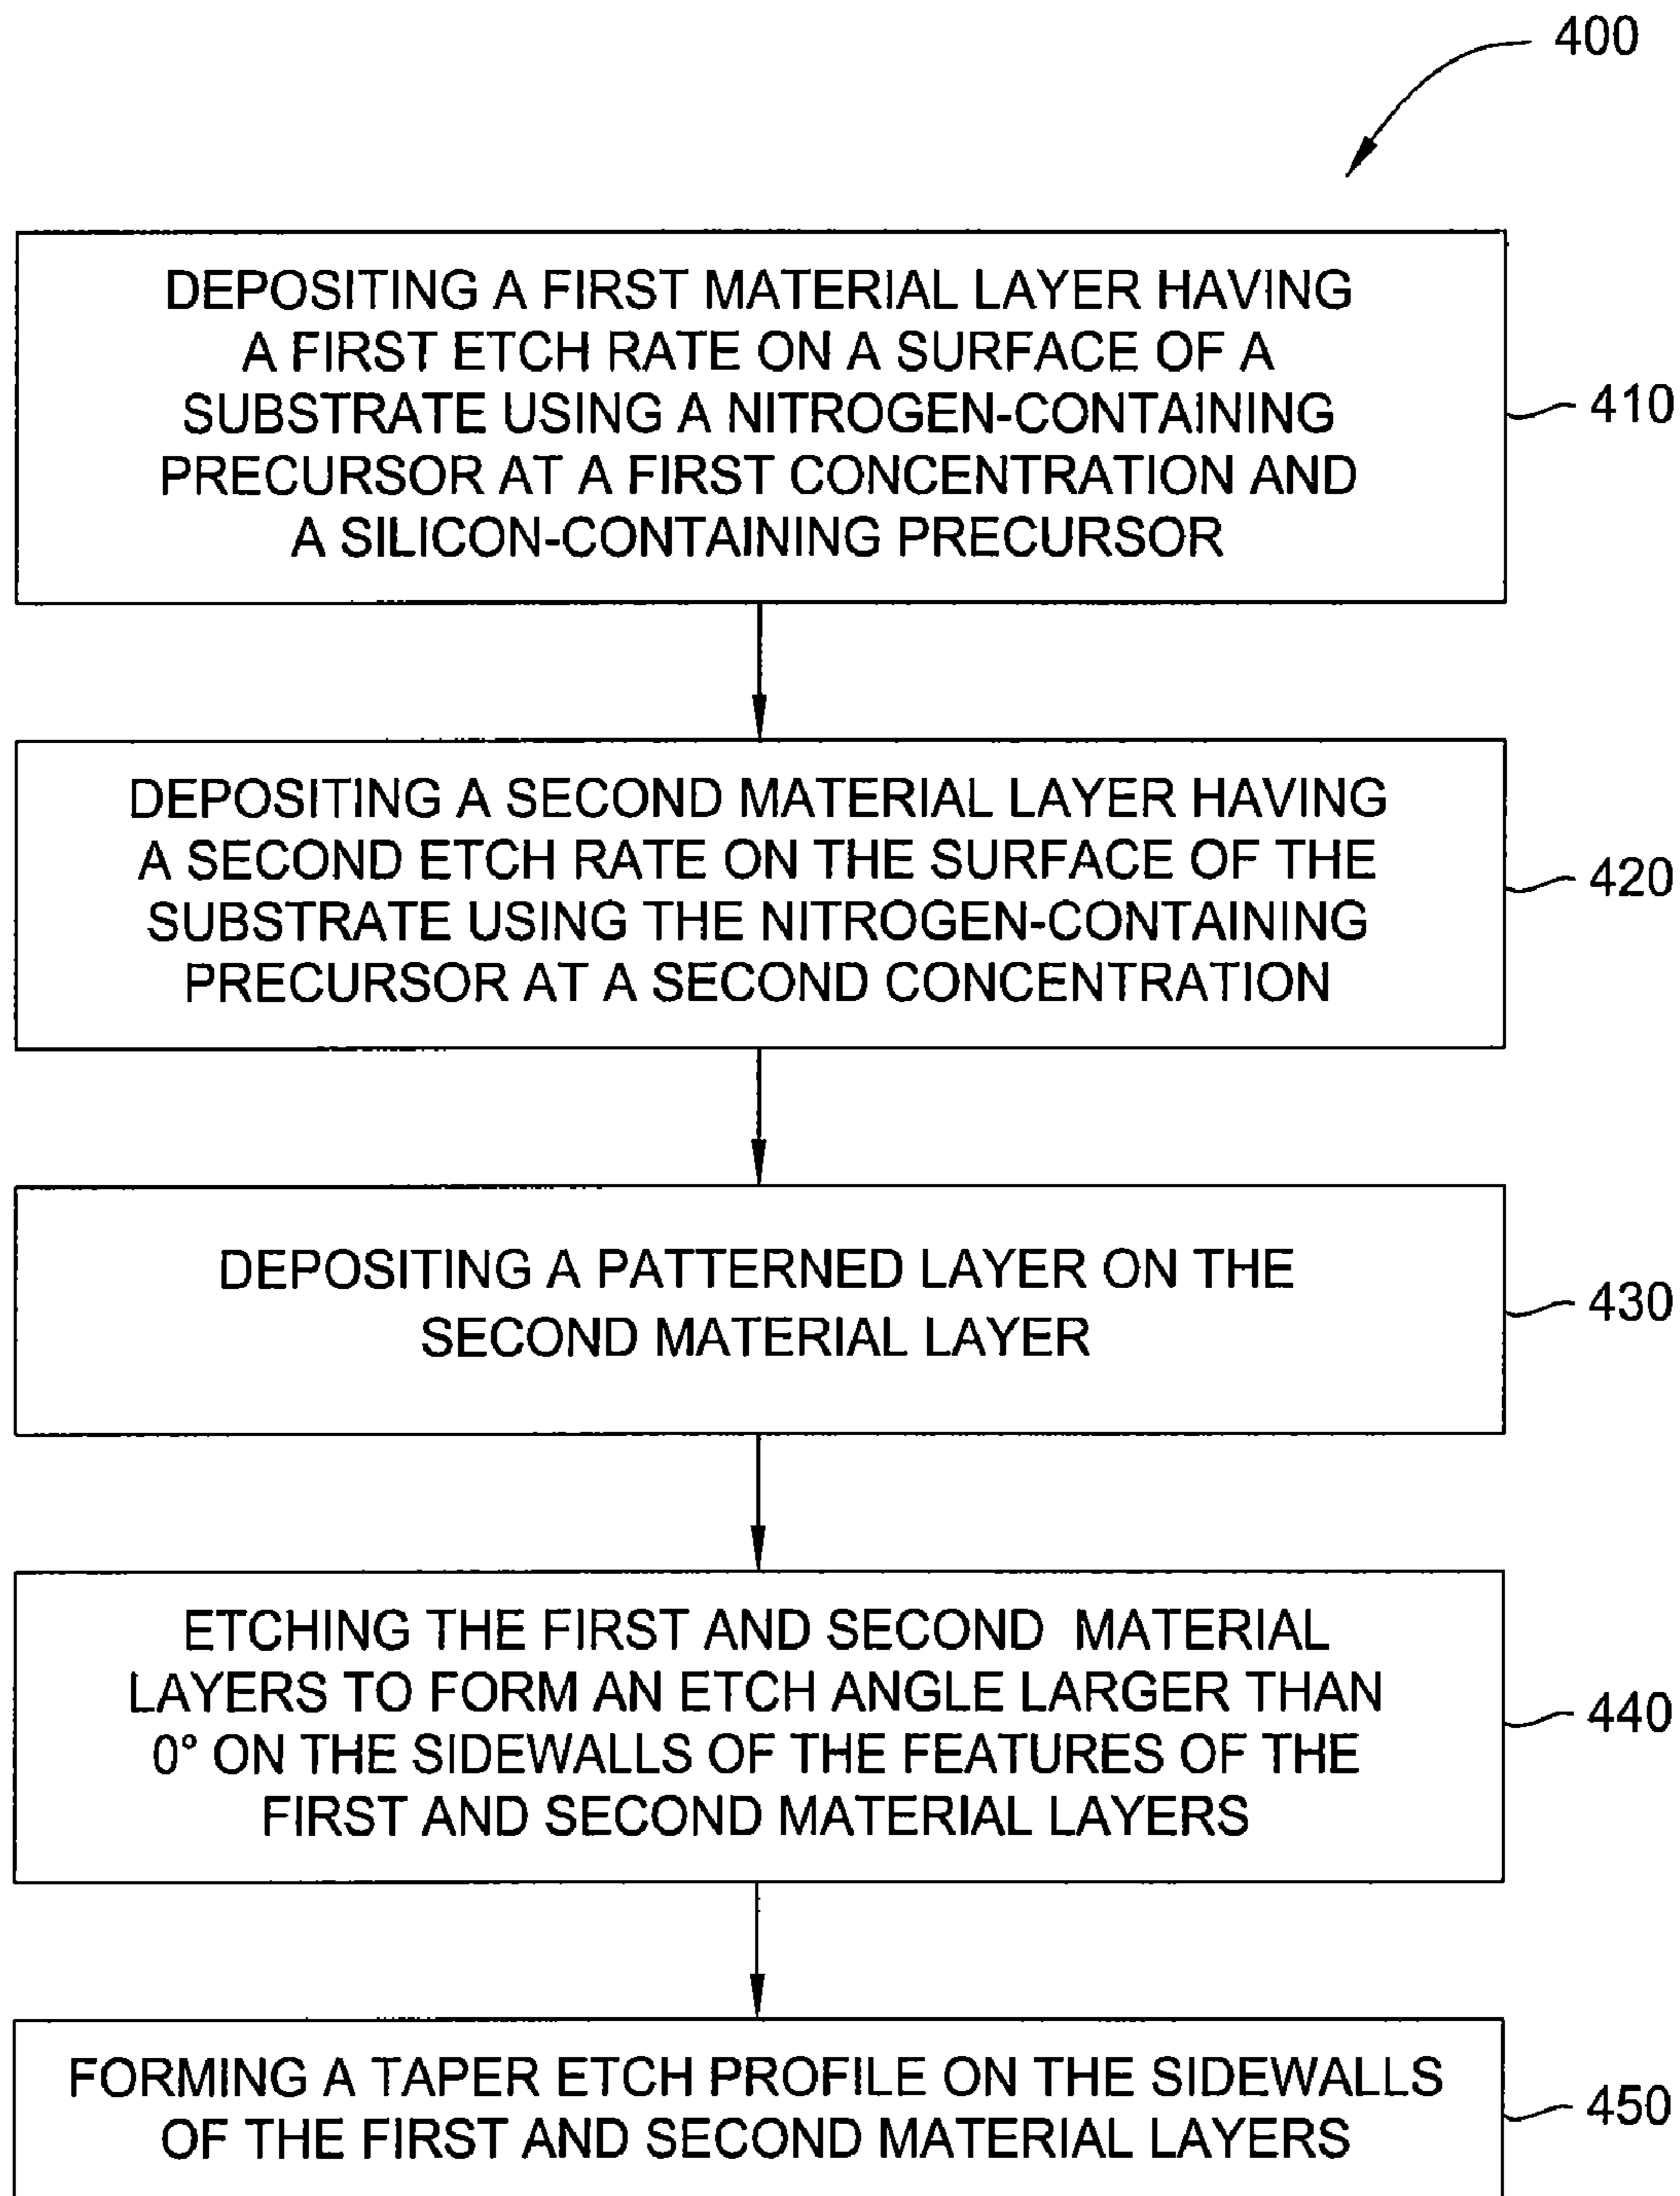 400
DEPOSITING A FIRST MATERIAL LAYER HAVING
A FIRST ETCH RATE ON A SURFACE OF A
SUBSTRATE USING A NITROGEN-CONTAINING
PRECURSOR AT A FIRST CONCENTRATION AND
A SILICON-CONTAINING PRECURSOR
410
DEPOSITING A SECOND MATERIAL LAYER HAVING
A SECOND ETCH RATE ON THE SURFACE OF THE
SUBSTRATE USING THE NITROGEN-CONTAINING
PRECURSOR AT A SECOND CONCENTRATION
420
DEPOSITING A PATTERNED LAYER ON THE
SECOND MATERIAL LAYER
430
ETCHING THE FIRST AND SECOND MATERIAL
LAYERS TO FORM AN ETCH ANGLE LARGER THAN
0° ON THE SIDEWALLS OF THE FEATURES OF THE
FIRST AND SECOND MATERIAL LAYERS
440
FORMING A TAPER ETCH PROFILE ON THE SIDEWALLS
OF THE FIRST AND SECOND MATERIAL LAYERS
450